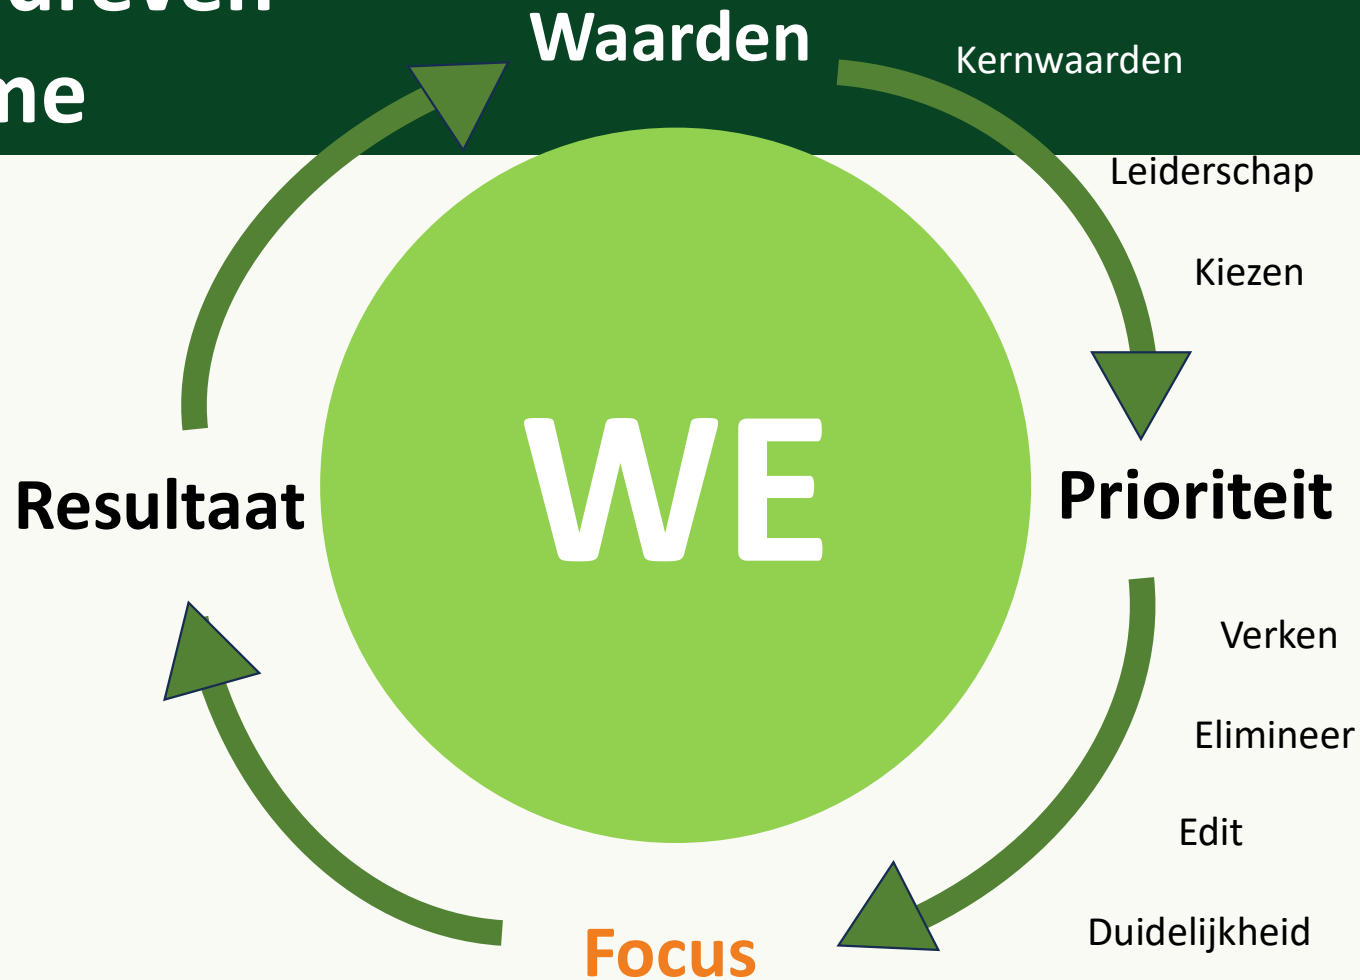 Waarden
Kernwaarden
Leiderschap
Kiezen
WE
Resultaat
Prioriteit
Verken
Elimineer
Edit
Duidelijkheid
Focus